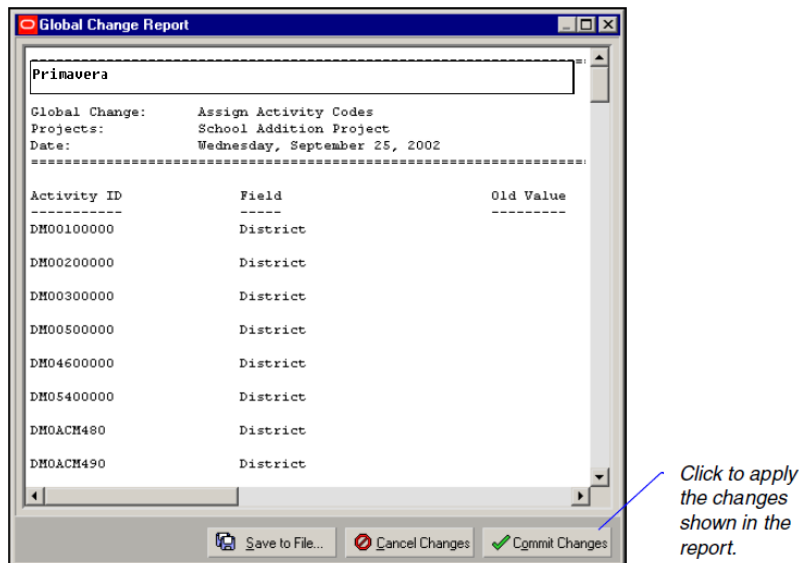 Global Change Report
Primavera
Global Change: Assign Activity Codes
Projects: School Addition Project
Date: Wednesday, September 25, 2002
Activity ID Field Old Value
DM00100000 District
DM00200000 District
DM00300000 District
DM00500000 District
DM04600000 District
DM05400000 District
DM0ACM480 District
DM0ACM490 District
Save to File... Cancel Changes Commit Changes
Click to apply
the changes
shown in the
report.